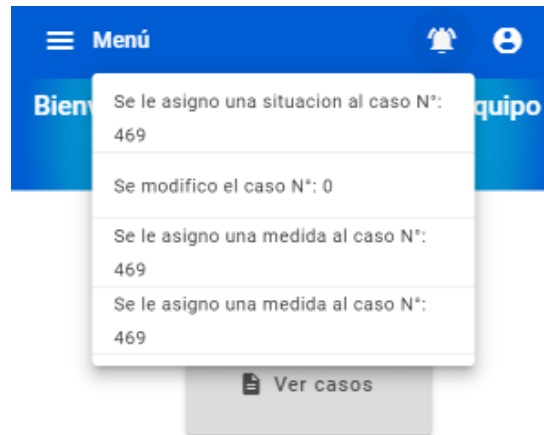 Menú
Bien
quipo
Se le asigno una situacion al caso N°:
469
Se modifico el caso N°: 0
Se le asigno una medida al caso N°:
469
Se le asigno una medida al caso N°:
469
Ver casos